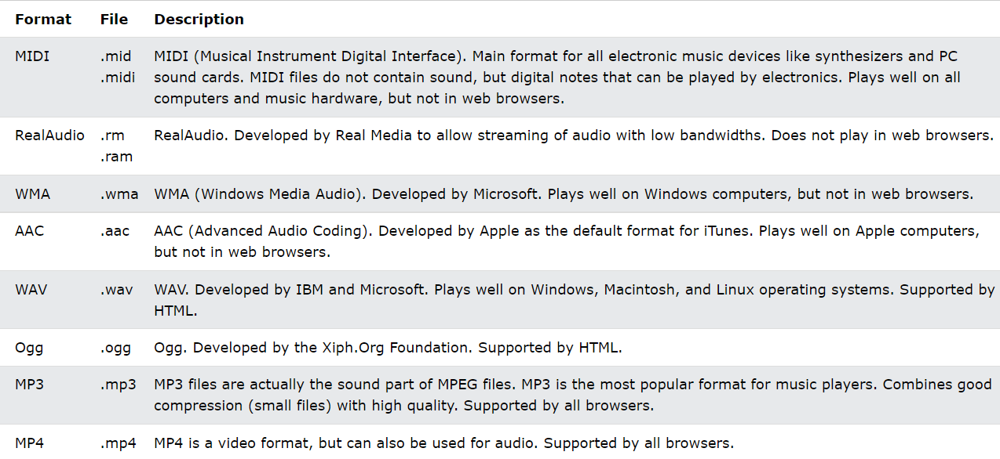 Format File Description
MIDI .mid MIDI (Musical Instrument Digital Interface). Main format for all electronic music devices like synthesizers and PC
.midi sound cards. MIDI files do not contain sound, but digital notes that can be played by electronics. Plays well on all
computers and music hardware, but not in web browsers.
RealAudio .rm RealAudio. Developed by Real Media to allow streaming of audio with low bandwidths. Does not play in web browsers.
.ram
WMA .wma WMA (Windows Media Audio). Developed by Microsoft. Plays well on Windows computers, but not in web browsers.
AAC .aac AAC (Advanced Audio Coding). Developed by Apple as the default format for iTunes. Plays well on Apple computers,
but not in web browsers.
WAV .wav WAV. Developed by IBM and Microsoft. Plays well on Windows, Macintosh, and Linux operating systems. Supported by
HTML.
Ogg .ogg Ogg. Developed by the Xiph.Org Foundation. Supported by HTML.
MP3 .mp3 MP3 files are actually the sound part of MPEG files. MP3 is the most popular format for music players. Combines good
compression (small files) with high quality. Supported by all browsers.
MP4 .mp4 MP4 is a video format, but can also be used for audio. Supported by all browsers.